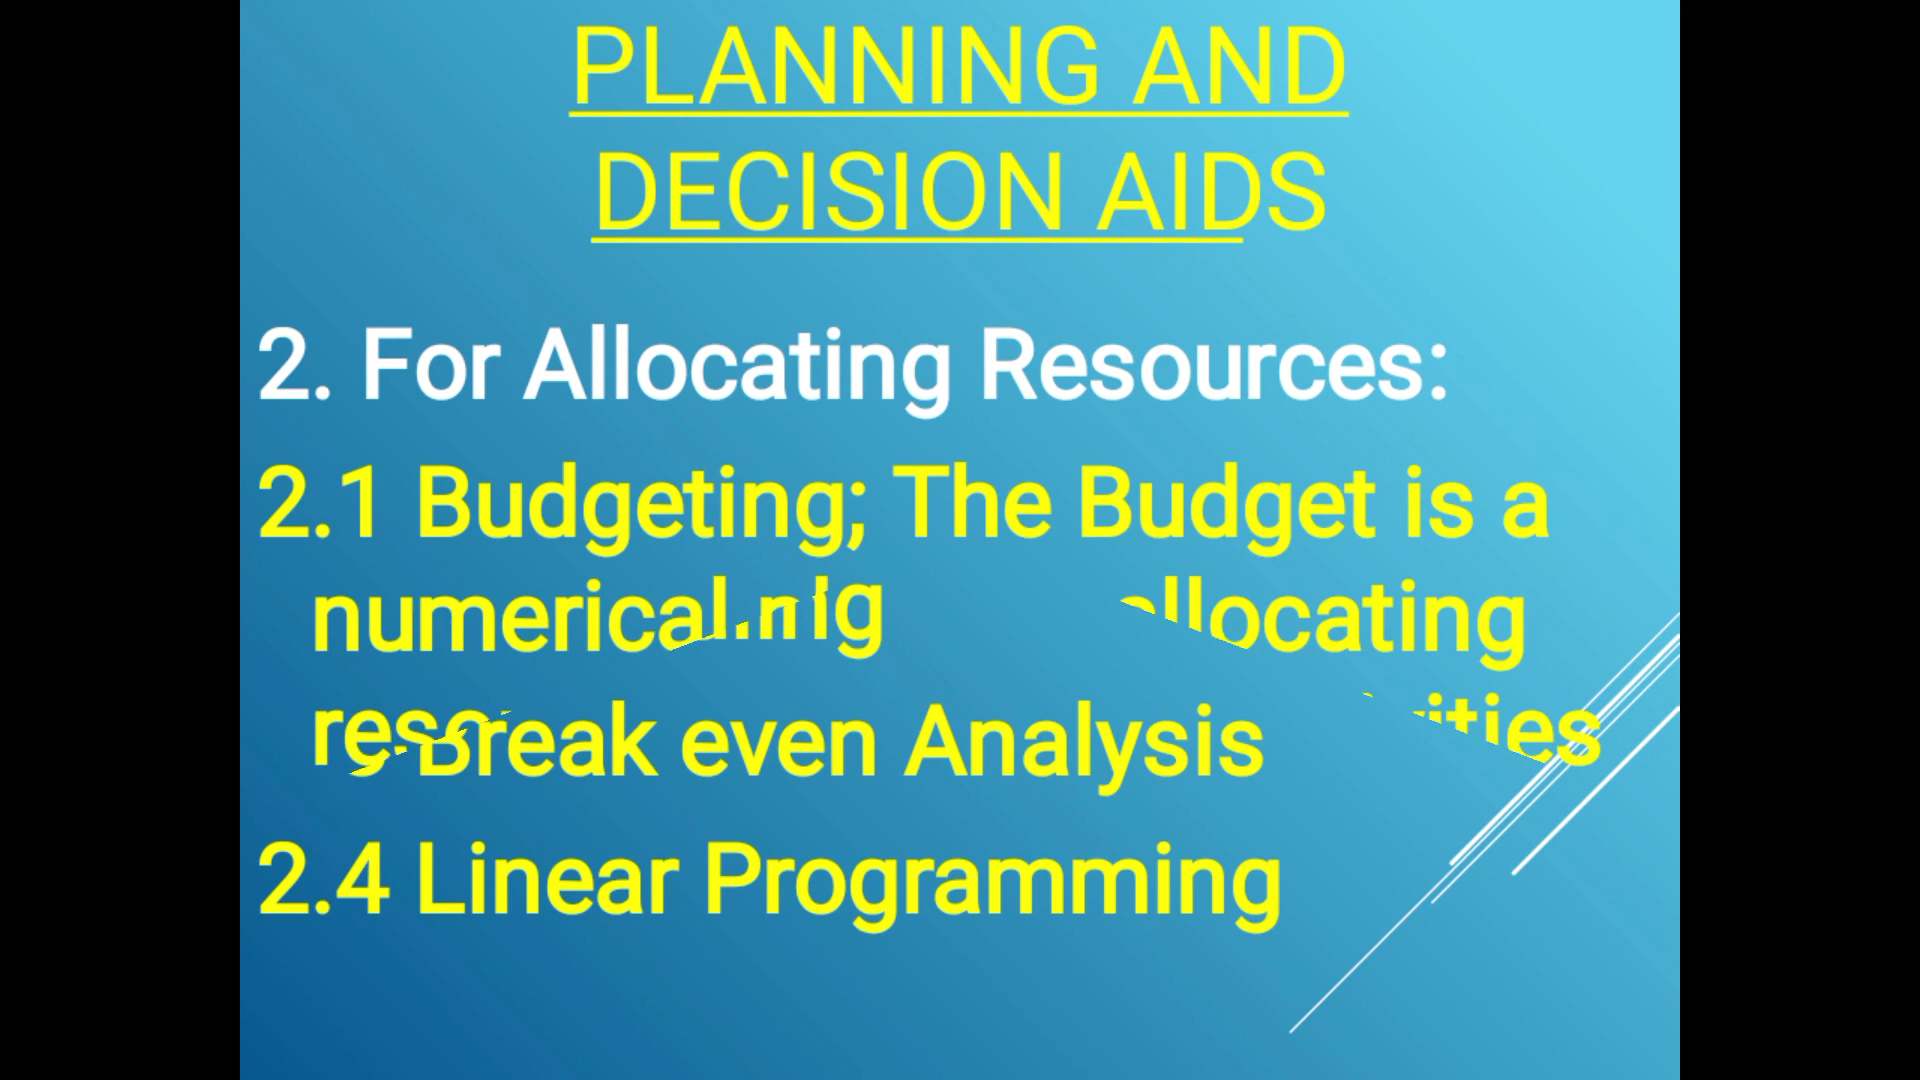 PLANNING AND
DECISION AIDS
2. For Allocating Resources:
2.1 Budgeting; The Budget is a
numerical allocating
Break even Analysis
2.4 Linear Programming